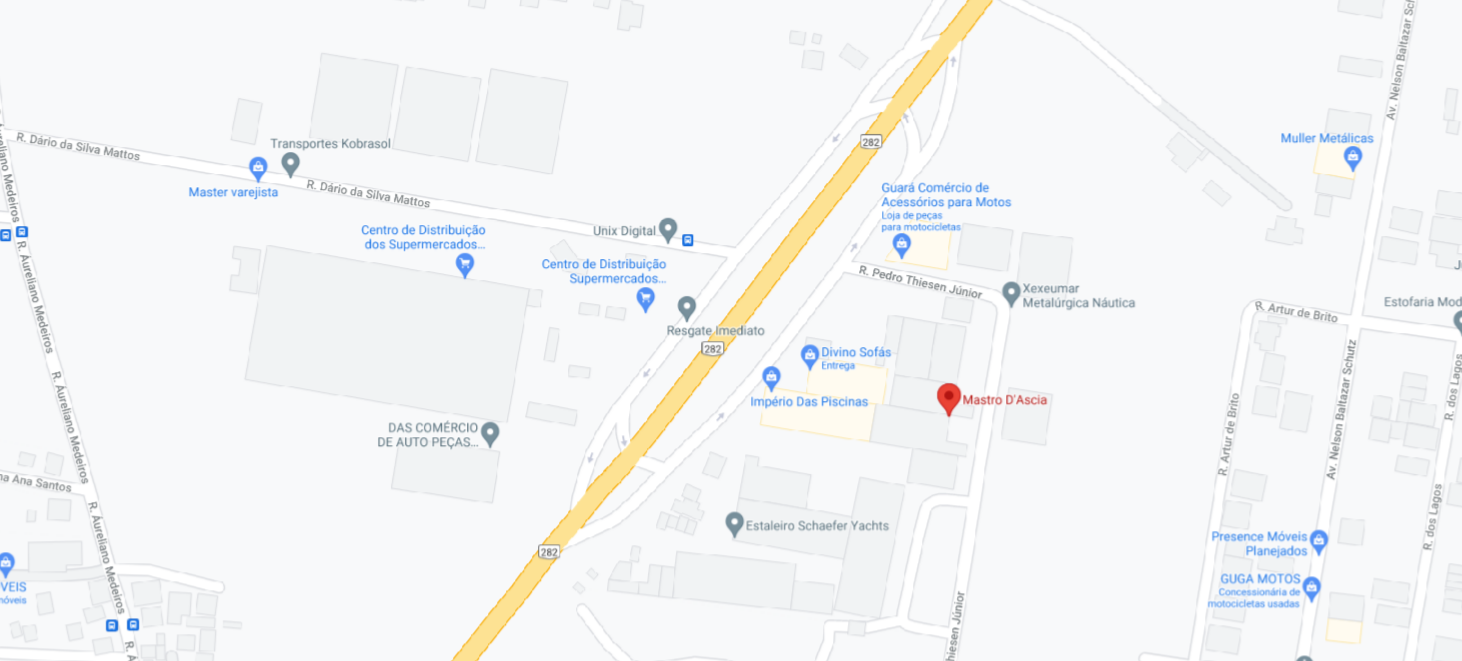 Av. Nelson Baltazar Sch
R. Dário da Silva Mattos
Transportes Kobrasol
282
Muller Metálicas
Master varejista
R. Dário da Silva Mattos
Guará Comércio de
Acessórios para Motos
Loja de peças
para motocicletas
Aureliano Medeiros
Centro de Distribuição
dos Supermercados...
Unix Digital
R. Aureliano Medeiros
Centro de Distribuição
Supermercados...
R. Pedro Thiesen Júnior
Xexeumar
Metalúrgica Náutica
Estofaria Mod
R. Artur de Brito
Resgate Imediato
282
Divino Sofás
Entrega
Império Das Piscinas
Mastro D'Ascia
R. Aureliano Medeiros
Av. Nelson Baltazar Schutz
R. dos Lagos
R. Artur de Brito
DAS COMÉRCIO
DE AUTO PEÇAS...
na Ana Santos
R. Aureliano Medeiros
Estaleiro Schaefer Yachts
R. dos Lagos
282
Presence Móveis
Planejados
VEIS
móveis
GUGA MOTOS
Concessionária de
motocicletas usadas
hiesen Júnior
R. A